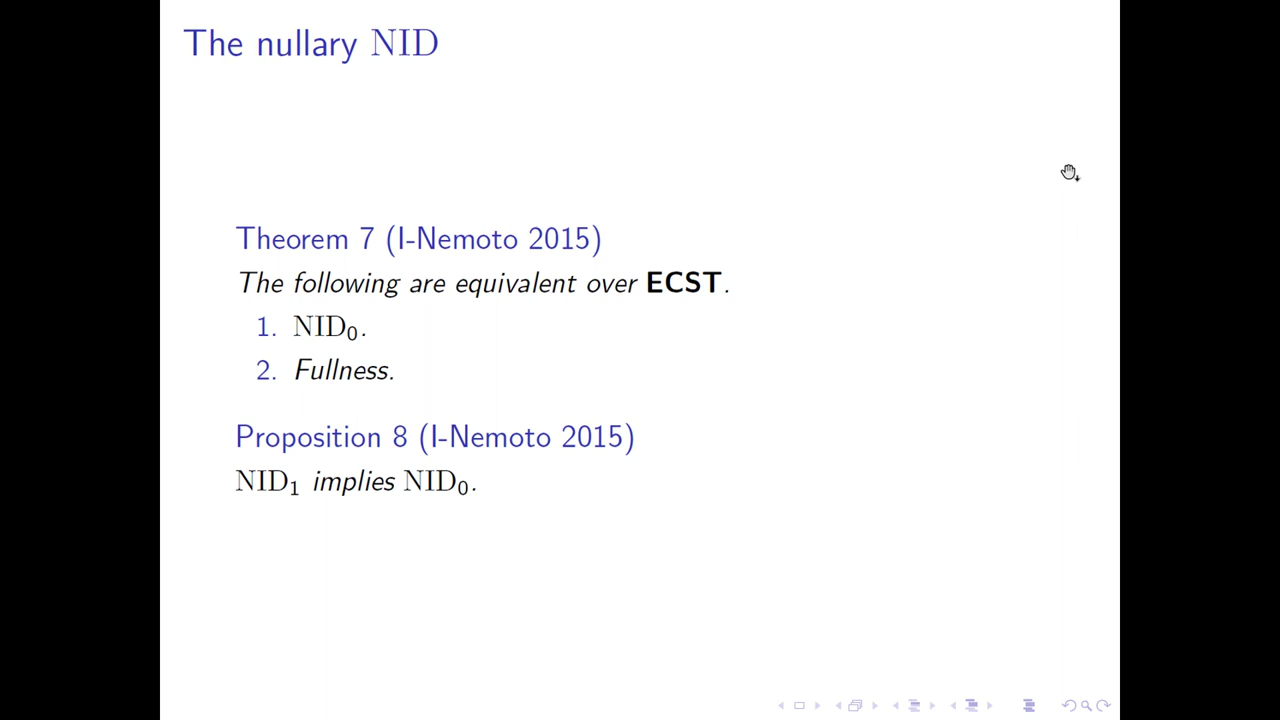 The nullary NID
Theorem 7 (I-Nemoto 2015)
The following are equivalent over ECST.
1. NID₀.
2. Fullness.
Proposition 8 (I-Nemoto 2015)
NID₁ implies NID₀.